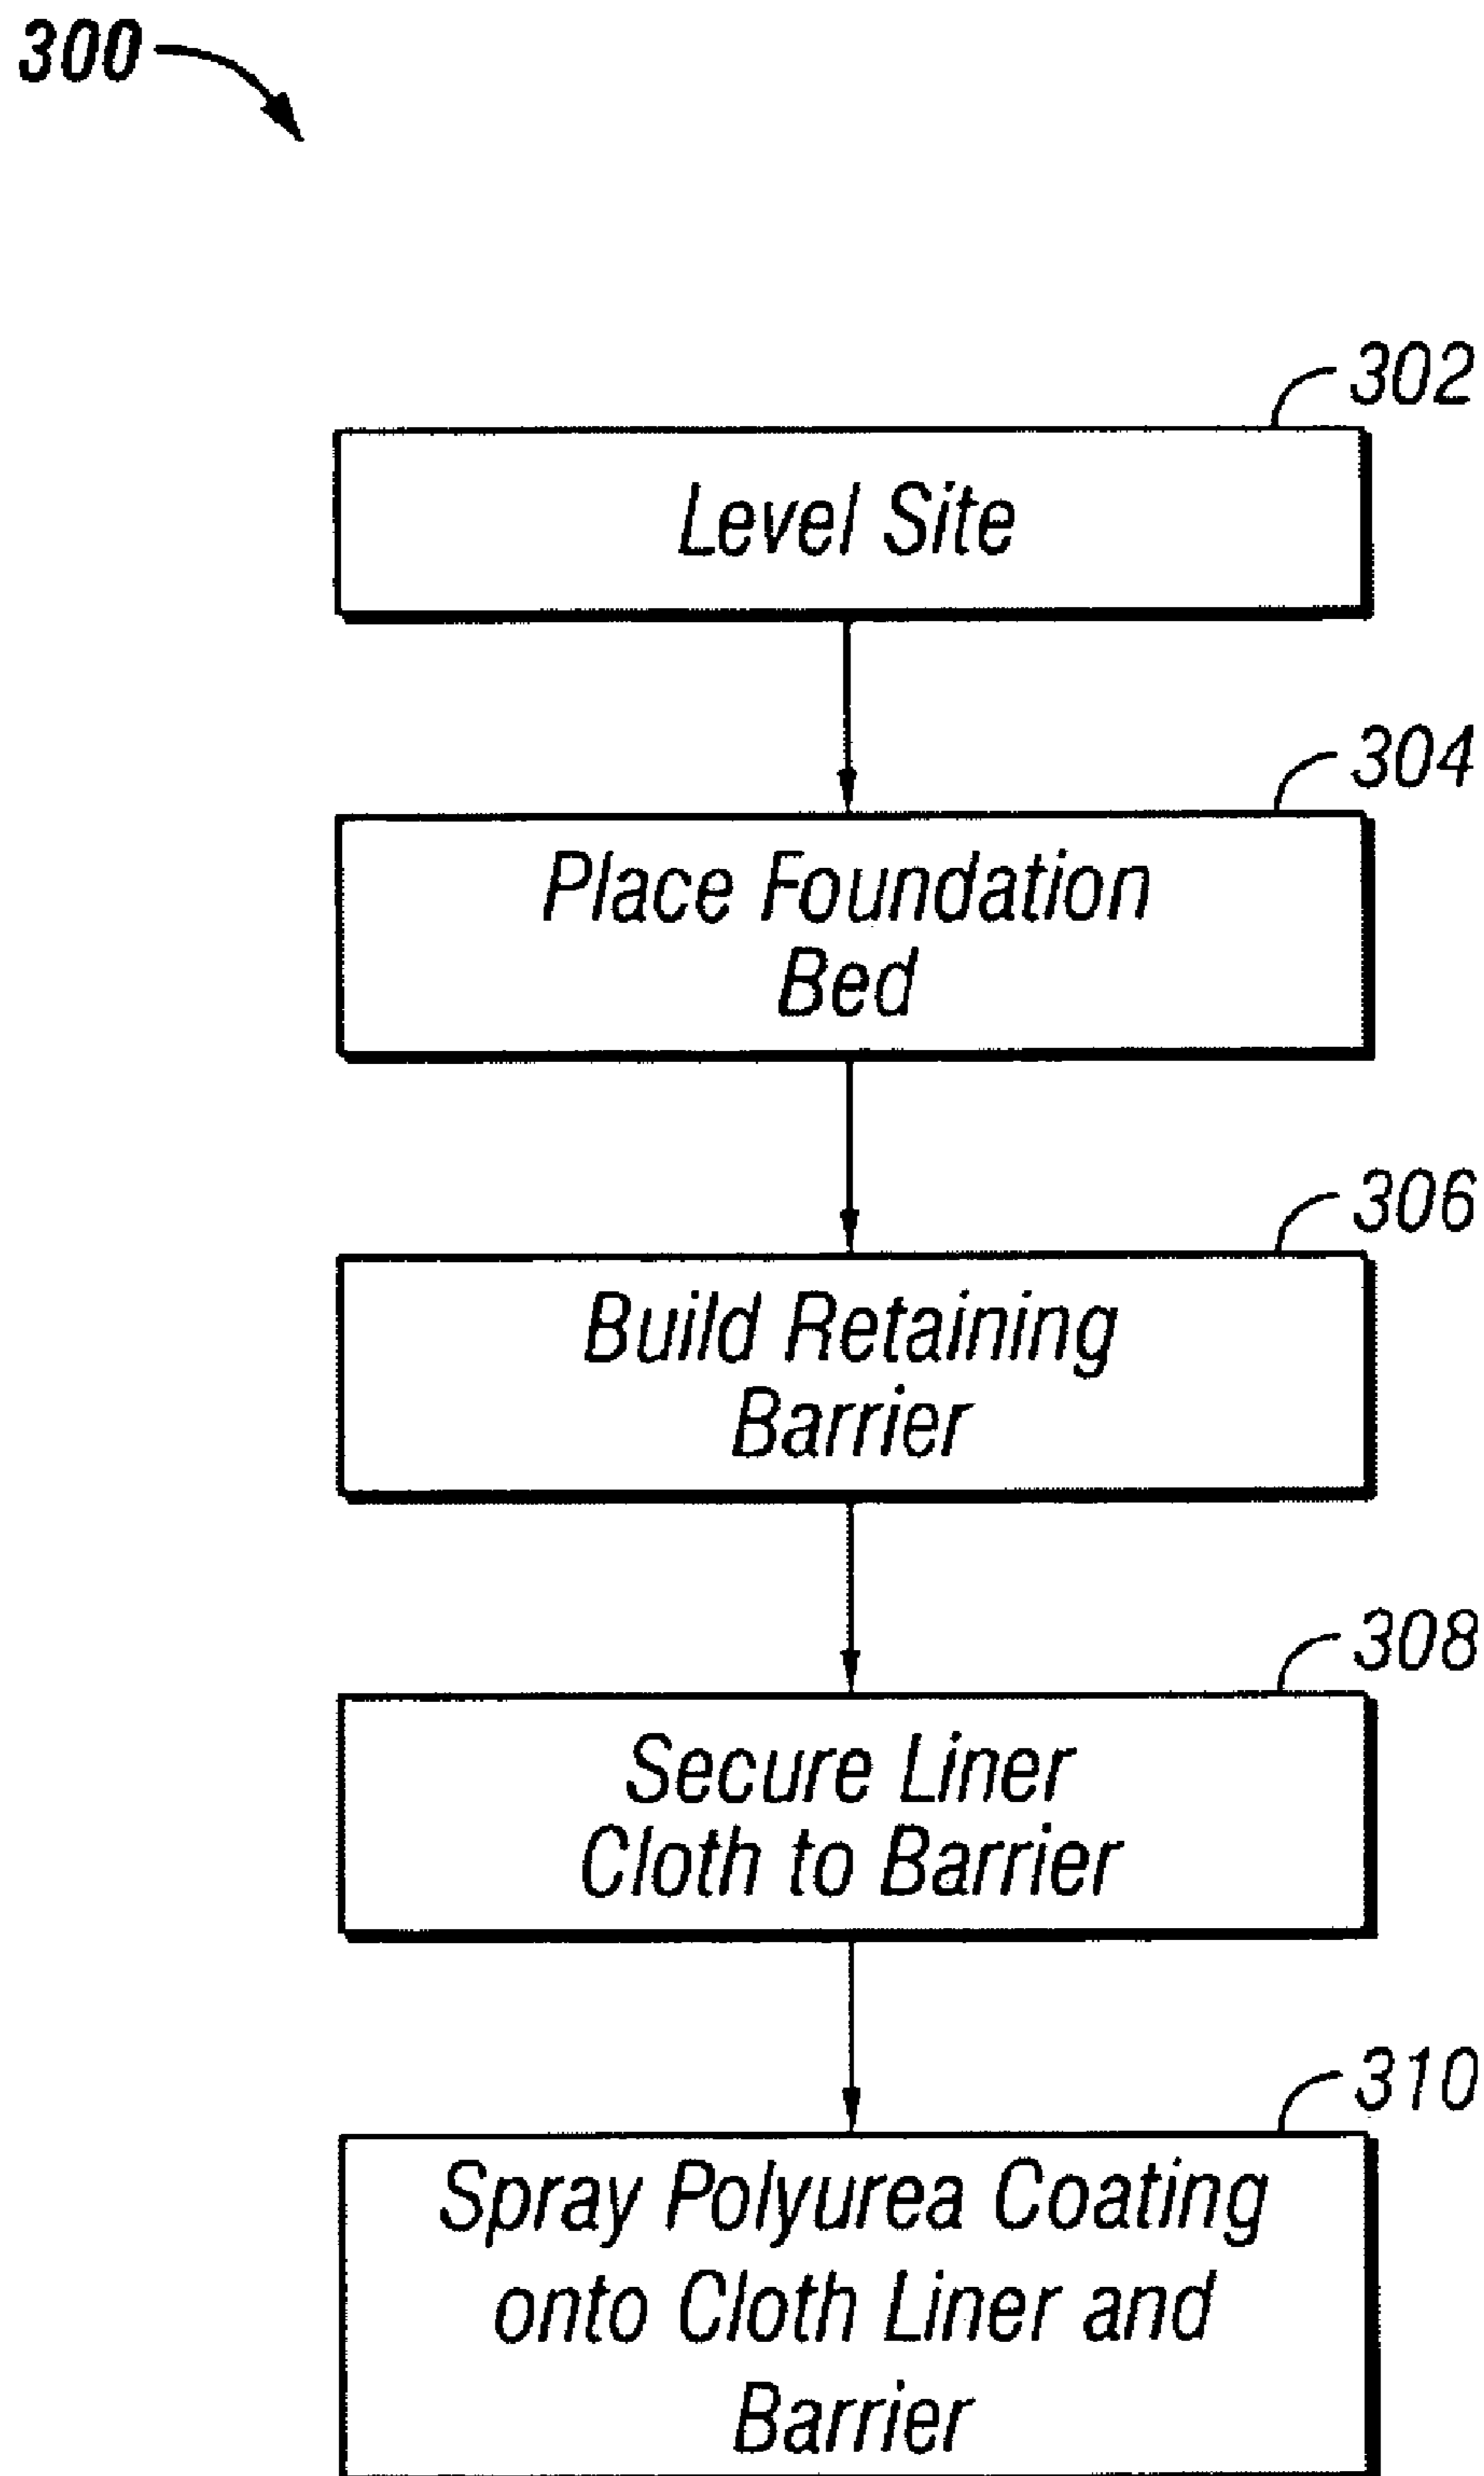 300
302
Level Site
304
Place Foundation
Bed
306
Build Retaining
Barrier
308
Secure Liner
Cloth to Barrier
310
Spray Polyurea Coating
onto Cloth Liner and
Barrier